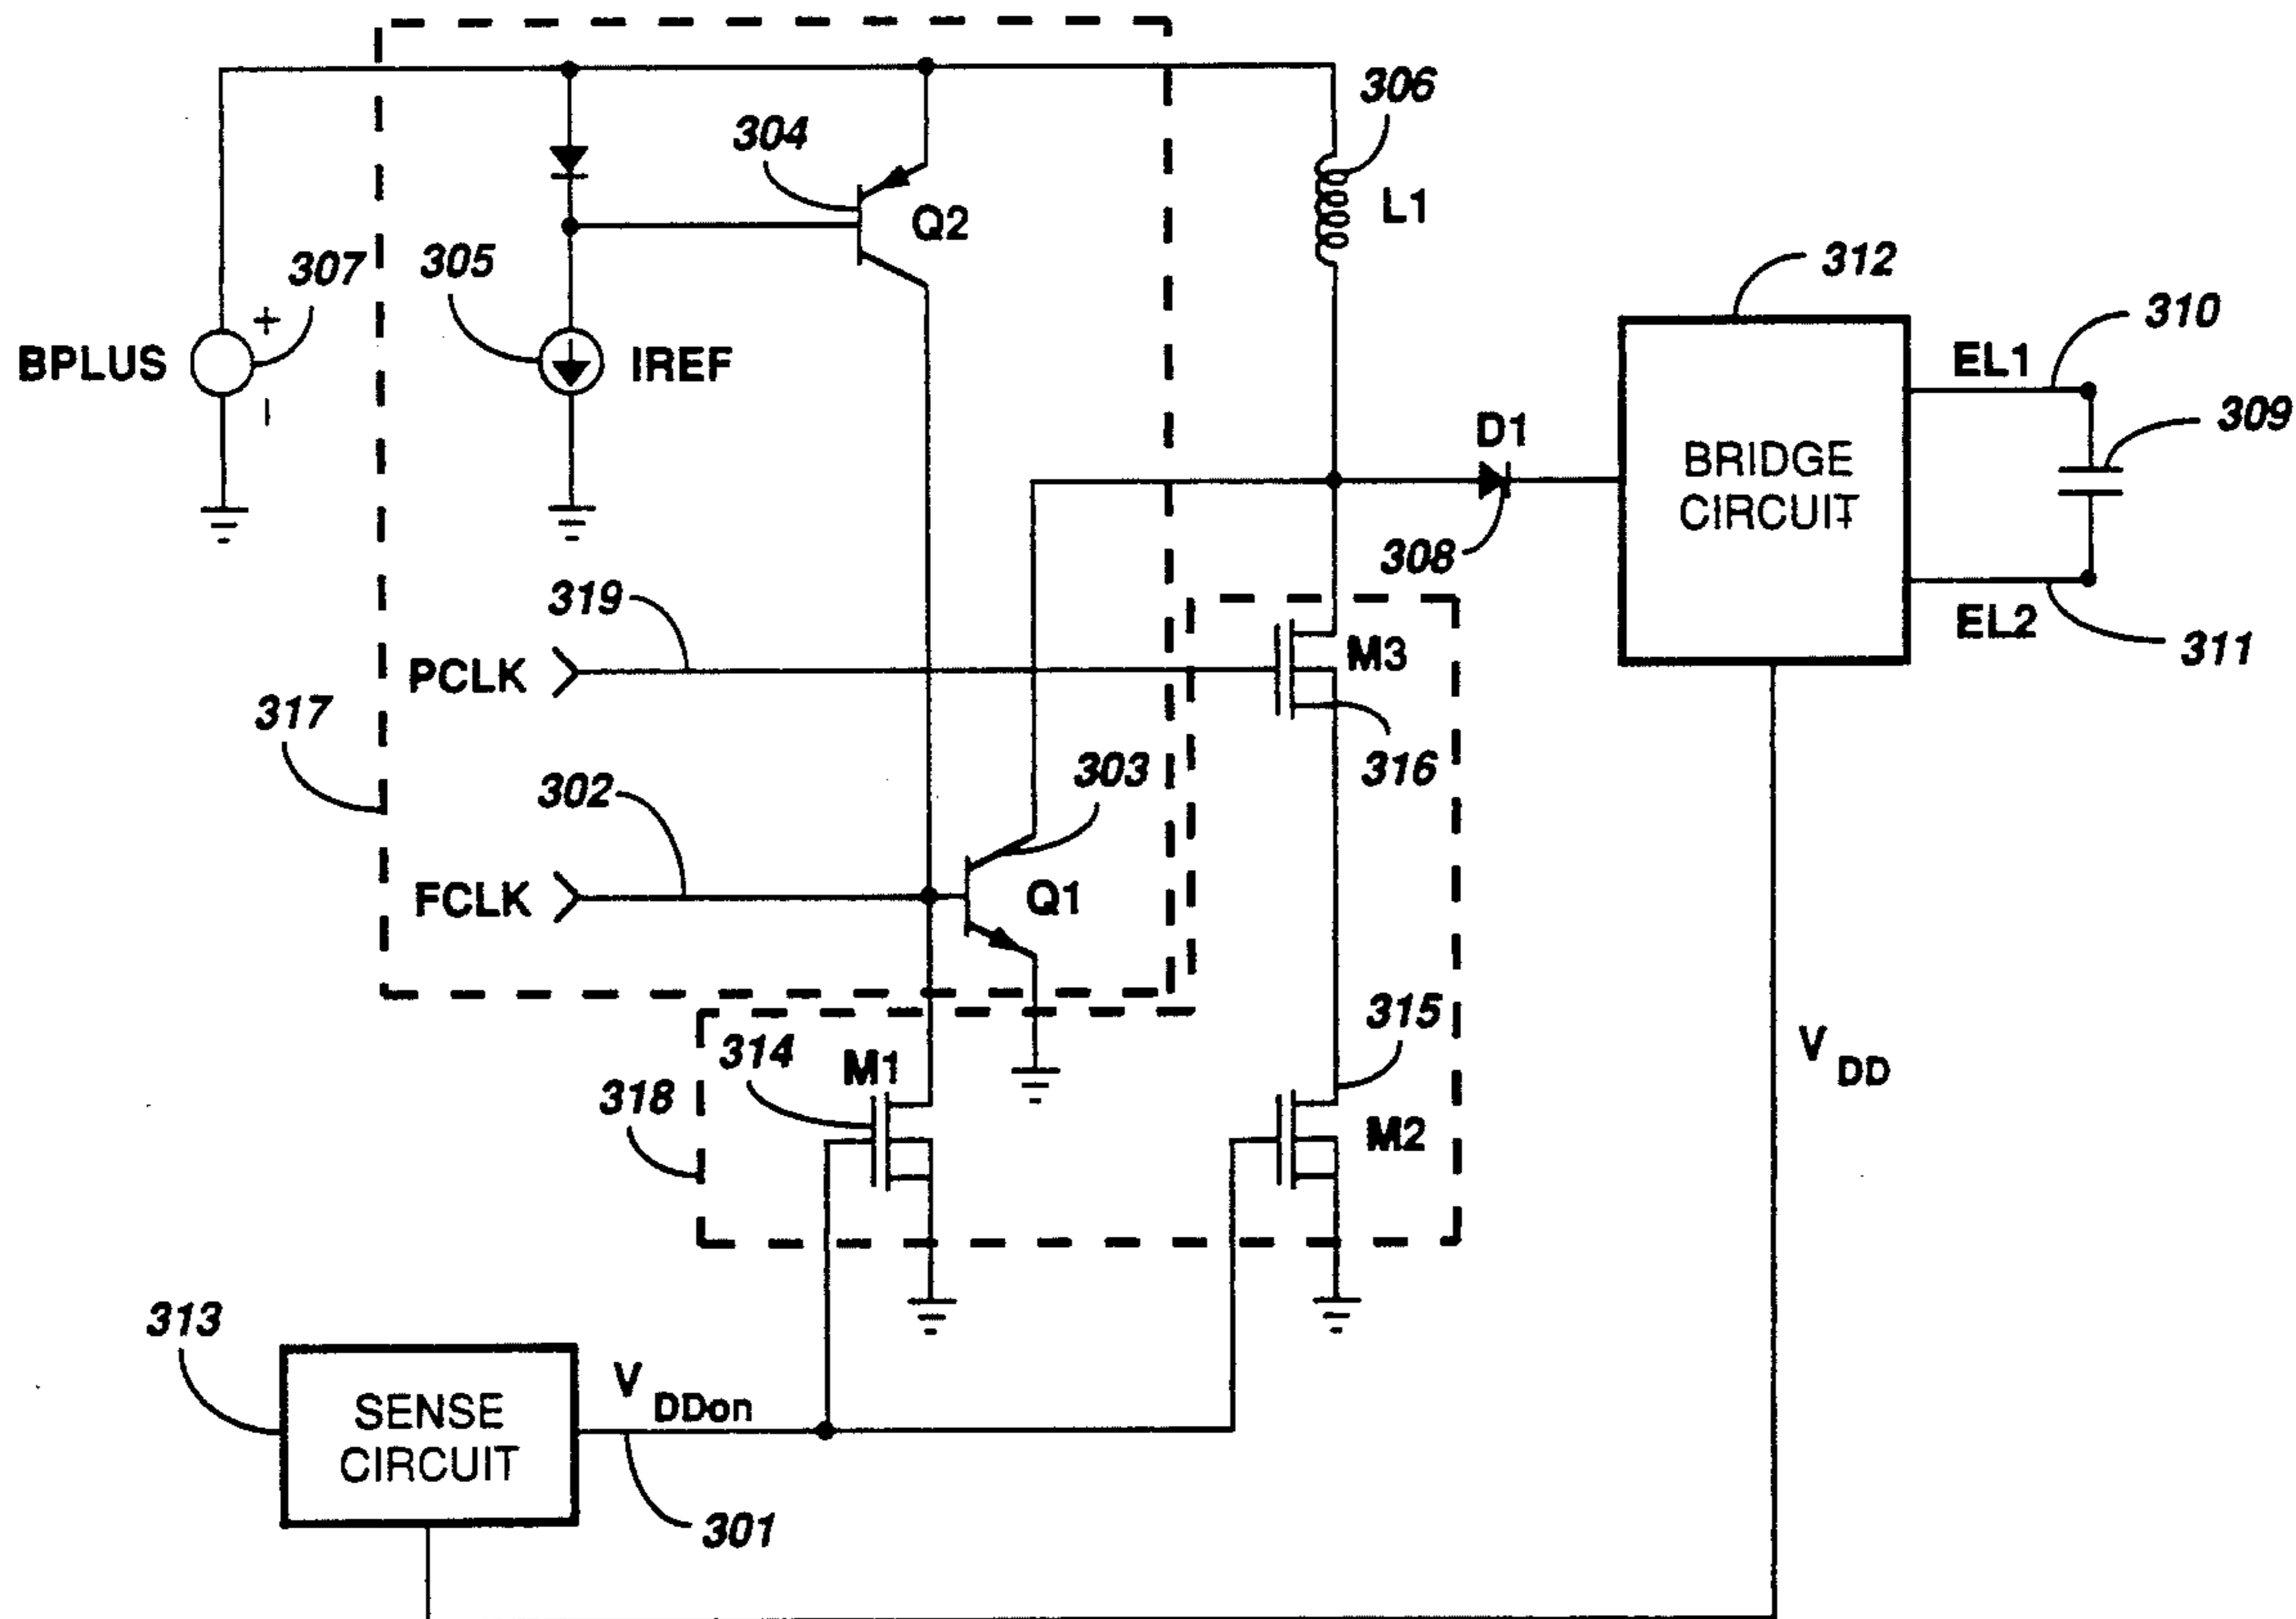 306
304
Q2
L1
307
305
312
310
+
BPLUS
IREF
EL1
309
−
D1
BRIDGE
CIRCUIT
308
319
EL2
311
PCLK
M3
317
316
303
302
FCLK
Q1
315
314
M1
318
M2
V DD
313
V DDon
SENSE
CIRCUIT
301